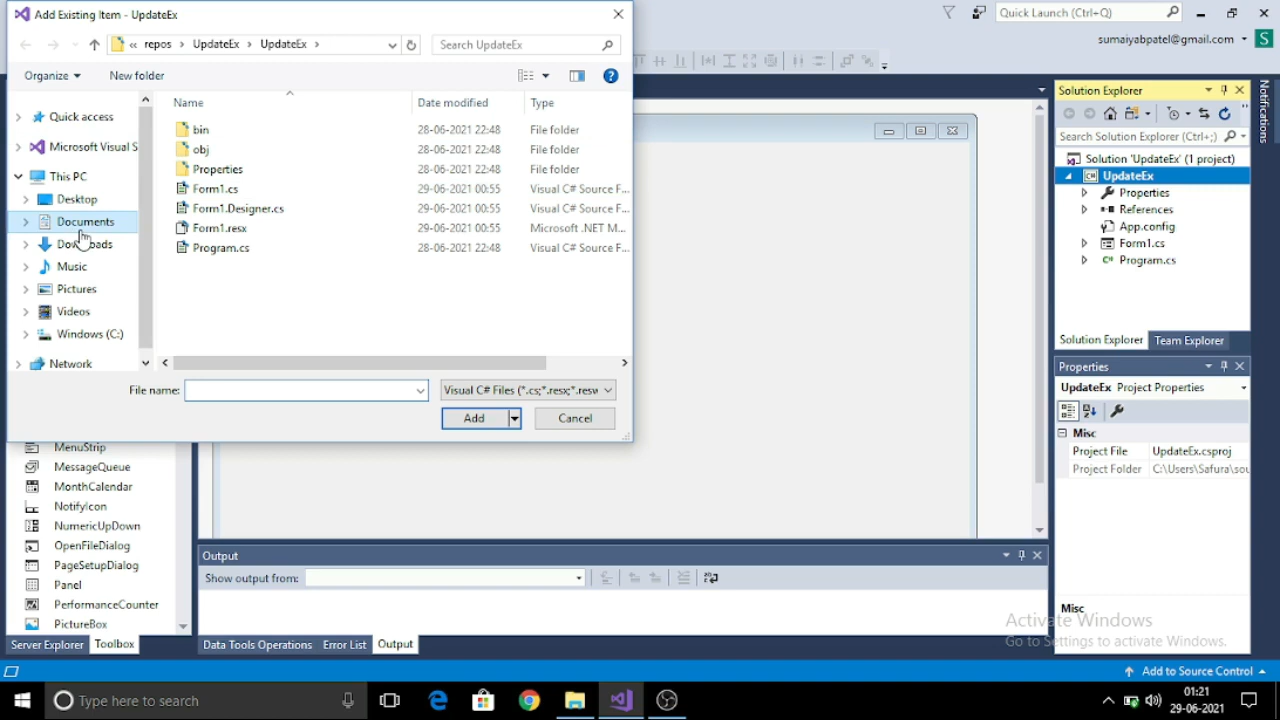 Add Existing Item - UpdateEx
Quick Launch (Ctrl+Q)
sumaiyabpatel@gmail.com
S
« repos > UpdateEx > UpdateEx >
Search UpdateEx
Organize
New folder
Name
Date modified
Type
Quick access
Microsoft Visual S
This PC
Desktop
Documents
Downloads
Music
Pictures
Videos
Windows (C:)
Network
bin 28-06-2021 22:48 File folder
obj 28-06-2021 22:48 File folder
Properties 28-06-2021 22:48 File folder
Form1.cs 29-06-2021 00:55 Visual C# Source F...
Form1.Designer.cs 29-06-2021 00:55 Visual C# Source F...
Form1.resx 29-06-2021 00:55 Microsoft .NET M...
Program.cs 28-06-2021 22:48 Visual C# Source F...
File name:
Visual C# Files (*.cs;*.resx;*.resw
Add
Cancel
MenuStrip
MessageQueue
MonthCalendar
NotifyIcon
NumericUpDown
OpenFileDialog
PageSetupDialog
Panel
PerformanceCounter
PictureBox
Server Explorer
Toolbox
Output
Show output from:
Data Tools Operations
Error List
Output
Solution Explorer
Search Solution Explorer (Ctrl+;)
Solution 'UpdateEx' (1 project)
UpdateEx
Properties
References
App.config
Form1.cs
C# Program.cs
Solution Explorer
Team Explorer
Notifications
Properties
UpdateEx Project Properties
Misc
Project File UpdateEx.csproj
Project Folder C:\Users\Safura\sou
Misc
Activate Windows
Go to Settings to activate Windows.
Add to Source Control
Type here to search
01:21
29-06-2021